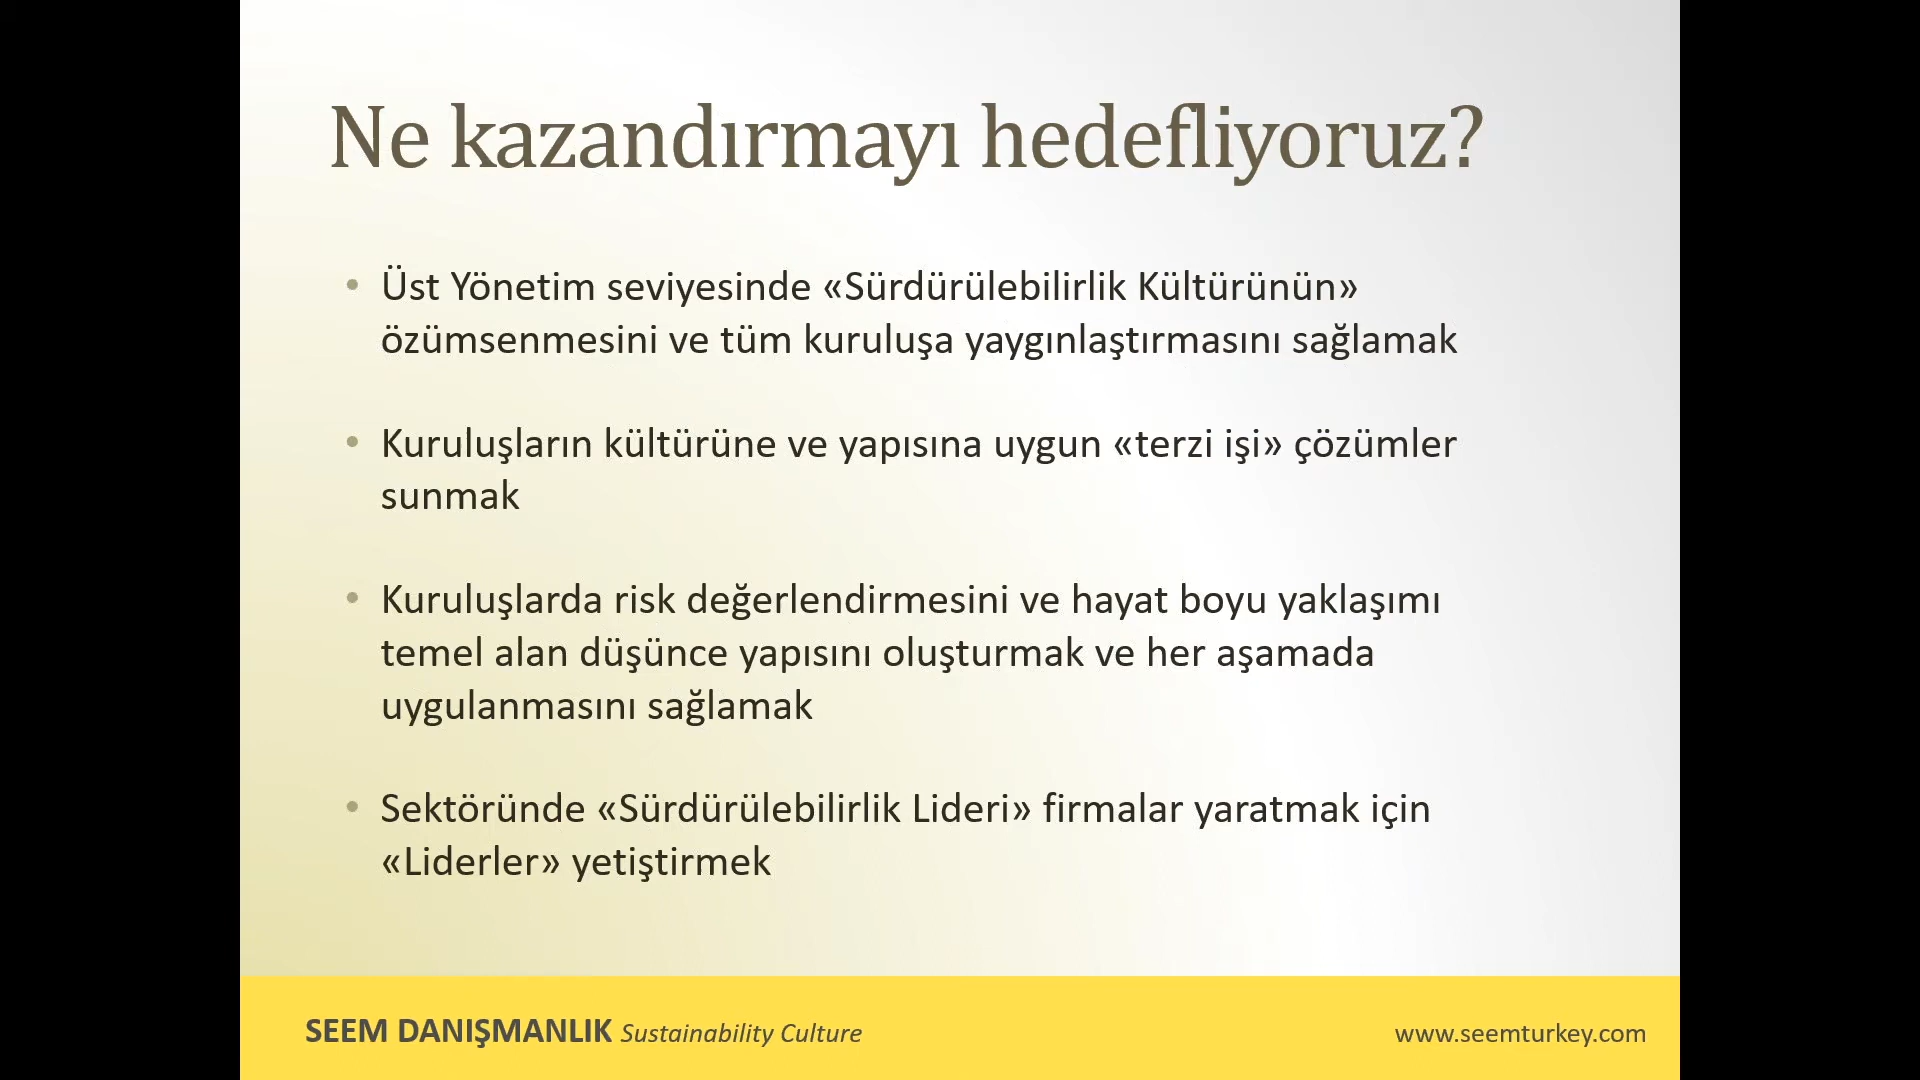 Ne kazandırmayı hedefliyoruz?
• Üst Yönetim seviyesinde «Sürdürülebilirlik Kültürünün»
özümsenmesini ve tüm kuruluşa yaygınlaştırmasını sağlamak
• Kuruluşların kültürüne ve yapısına uygun «terzi işi» çözümler
sunmak
• Kuruluşlarda risk değerlendirmesini ve hayat boyu yaklaşımı
temel alan düşünce yapısını oluşturmak ve her aşamada
uygulanmasını sağlamak
• Sektöründe «Sürdürülebilirlik Lideri» firmalar yaratmak için
«Liderler» yetiştirmek
SEEM DANIŞMANLIK Sustainability Culture
www.seemturkey.com